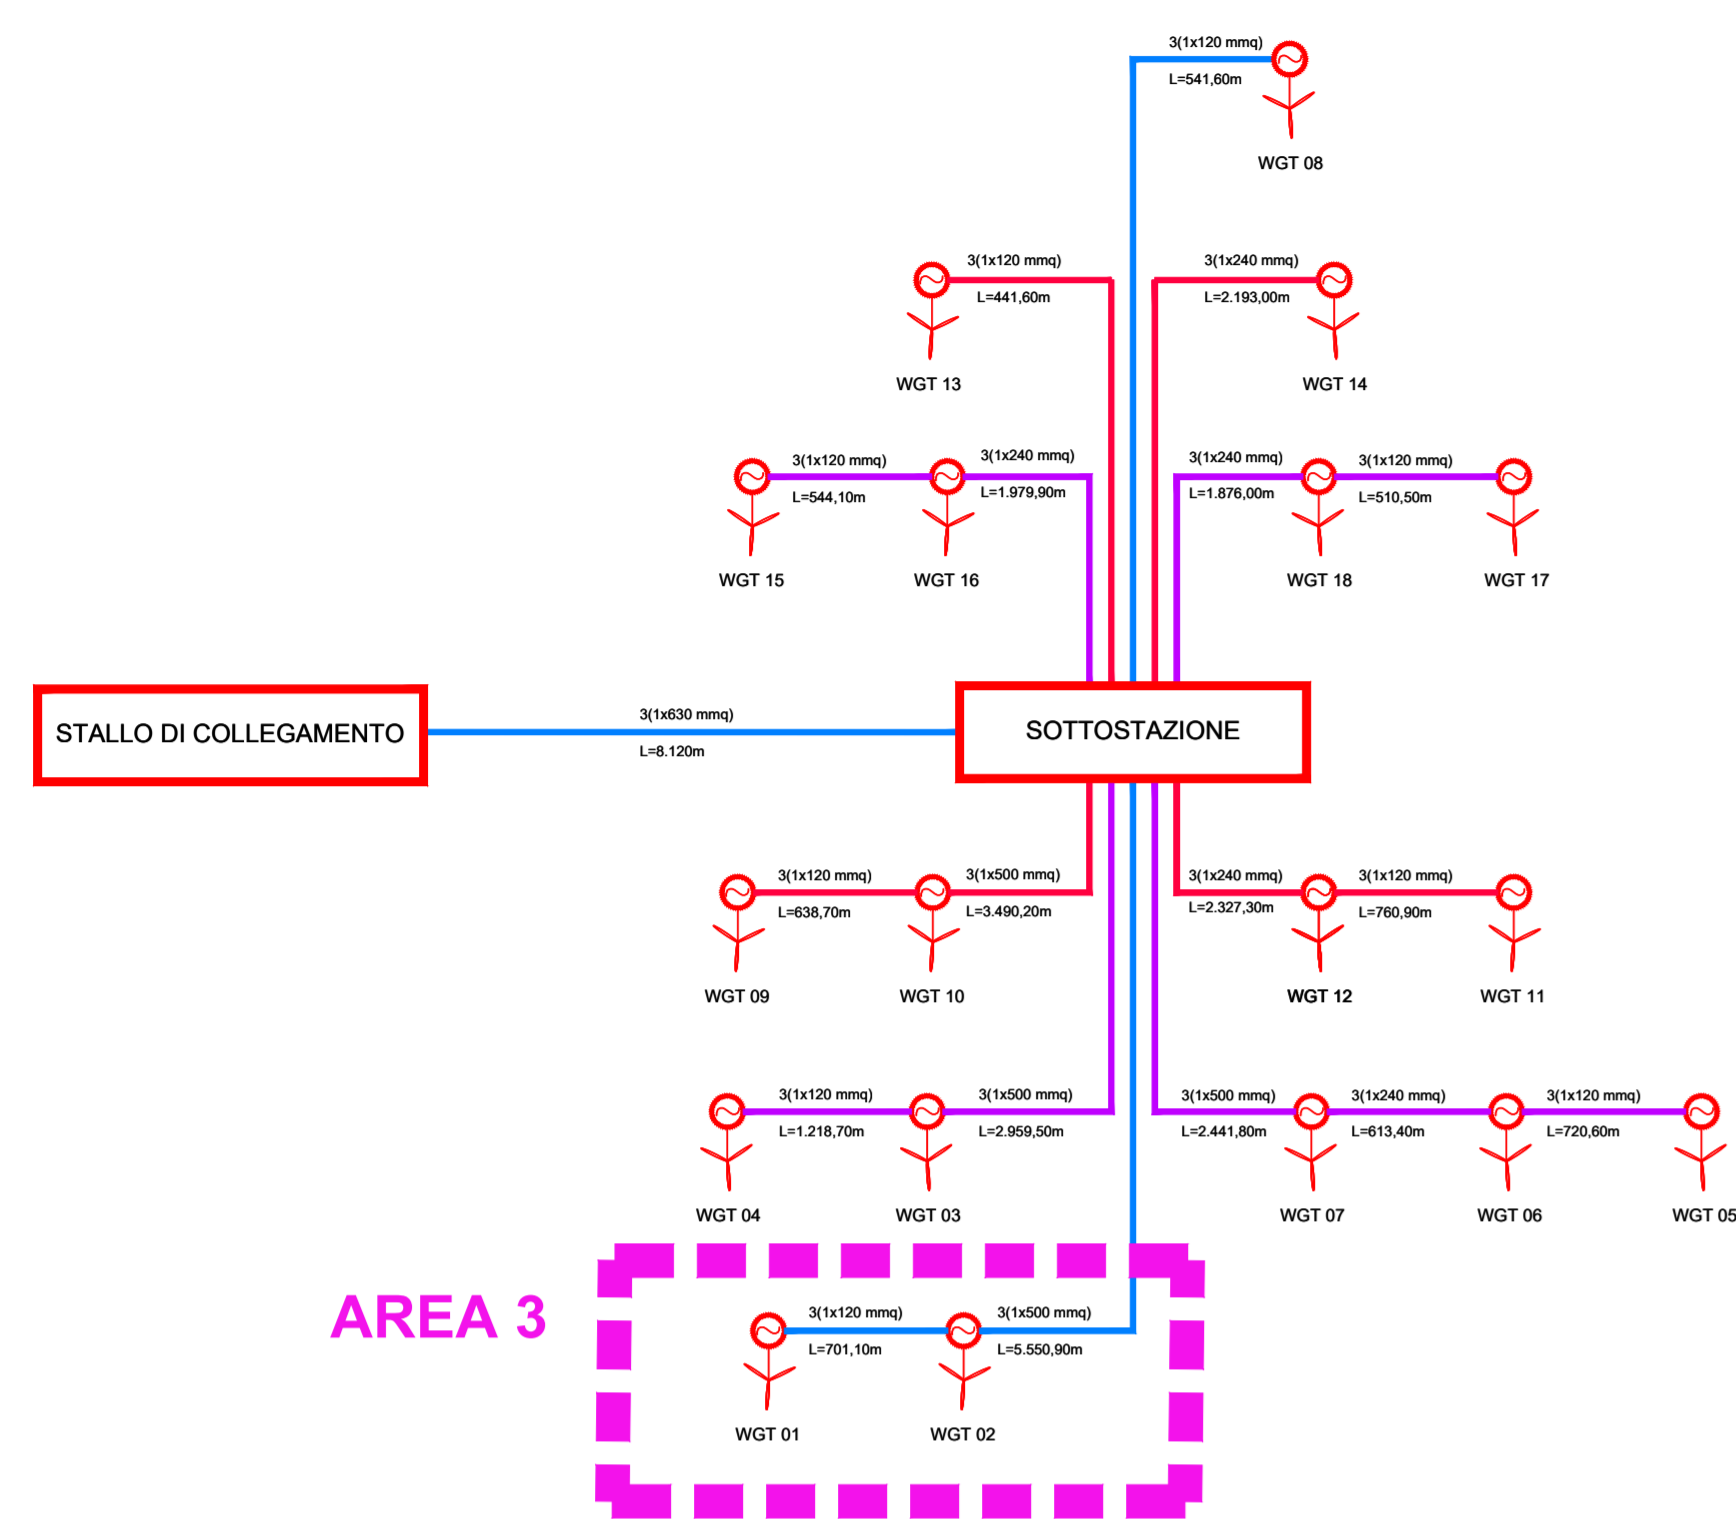 3(1x120 mmq)
L=541,60m
WGT 08
3(1x120 mmq)
L=441,60m
WGT 13
3(1x240 mmq)
L=2.193,00m
WGT 14
3(1x120 mmq)
L=544,10m
WGT 15
3(1x240 mmq)
L=1.979,90m
WGT 16
3(1x240 mmq)
L=1.876,00m
WGT 18
3(1x120 mmq)
L=510,50m
WGT 17
STALLO DI COLLEGAMENTO
3(1x630 mmq)
L=8.120m
SOTTOSTAZIONE
3(1x120 mmq)
L=638,70m
WGT 09
3(1x500 mmq)
L=3.490,20m
WGT 10
3(1x240 mmq)
L=2.327,30m
WGT 12
3(1x120 mmq)
L=760,90m
WGT 11
3(1x120 mmq)
L=1.218,70m
WGT 04
3(1x500 mmq)
L=2.959,50m
WGT 03
3(1x500 mmq)
L=2.441,80m
WGT 07
3(1x240 mmq)
L=613,40m
WGT 06
3(1x120 mmq)
L=720,60m
WGT 05
AREA 3
3(1x120 mmq)
L=701,10m
WGT 01
3(1x500 mmq)
L=5.550,90m
WGT 02